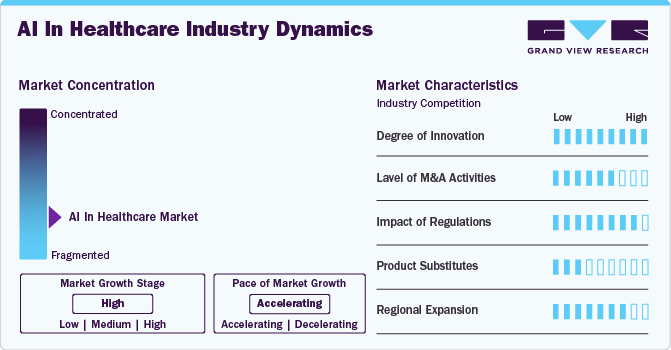 AI In Healthcare Industry Dynamics
GRAND VIEW RESEARCH
Market Concentration
Concentrated
AI In Healthcare Market
Fragmented
Market Growth Stage
High
Low | Medium | High
Pace of Market Growth
Accelerating
Accelerating | Decelerating
Market Characteristics
Industry Competition
Low High
Degree of Innovation
Lavel of M&A Activities
Impact of Regulations
Product Substitutes
Regional Expansion